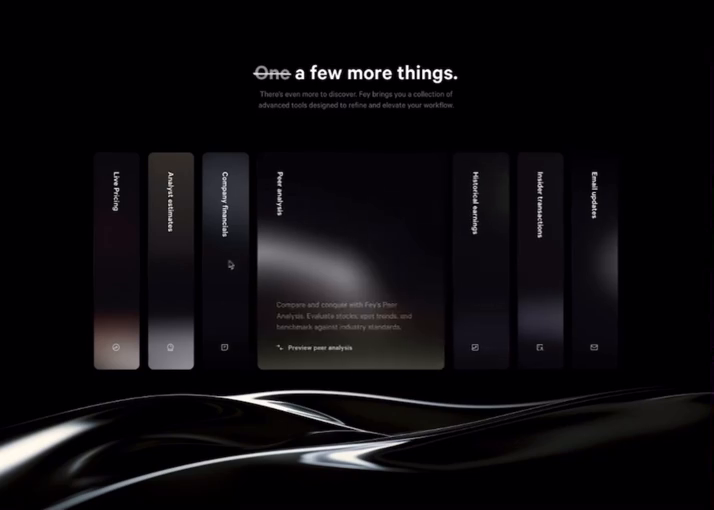 One a few more things.
There's even more to discover. Fey brings you a collection of
advanced tools designed to refine and elevate your workflow.
Live Pricing
Analyst estimates
Company financials
Peer analysis
Compare and conquer with Fey's Peer
Analysis. Evaluate stocks, spot trends, and
benchmark against industry standards.
Preview peer analysis
Historical earnings
Insider transactions
Email updates